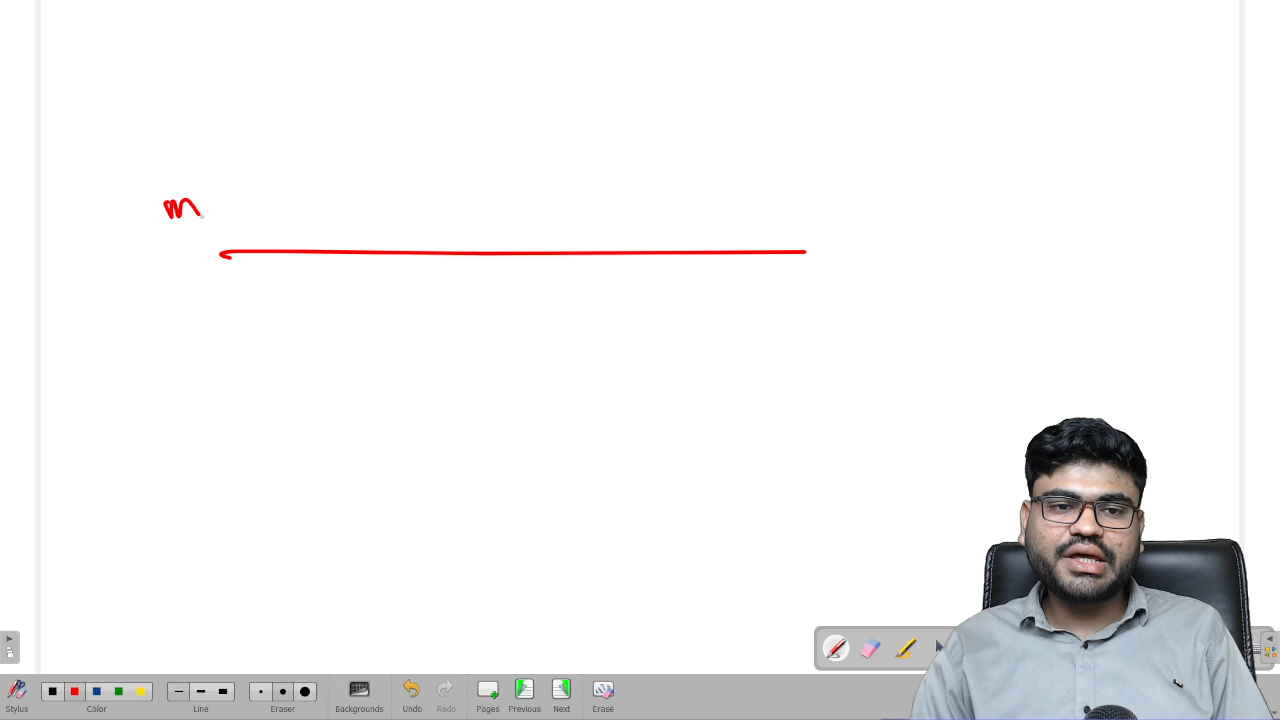 m
Stylus
Color
Line
Eraser
Backgrounds
Undo
Redo
Pages
Previous
Next
Erase